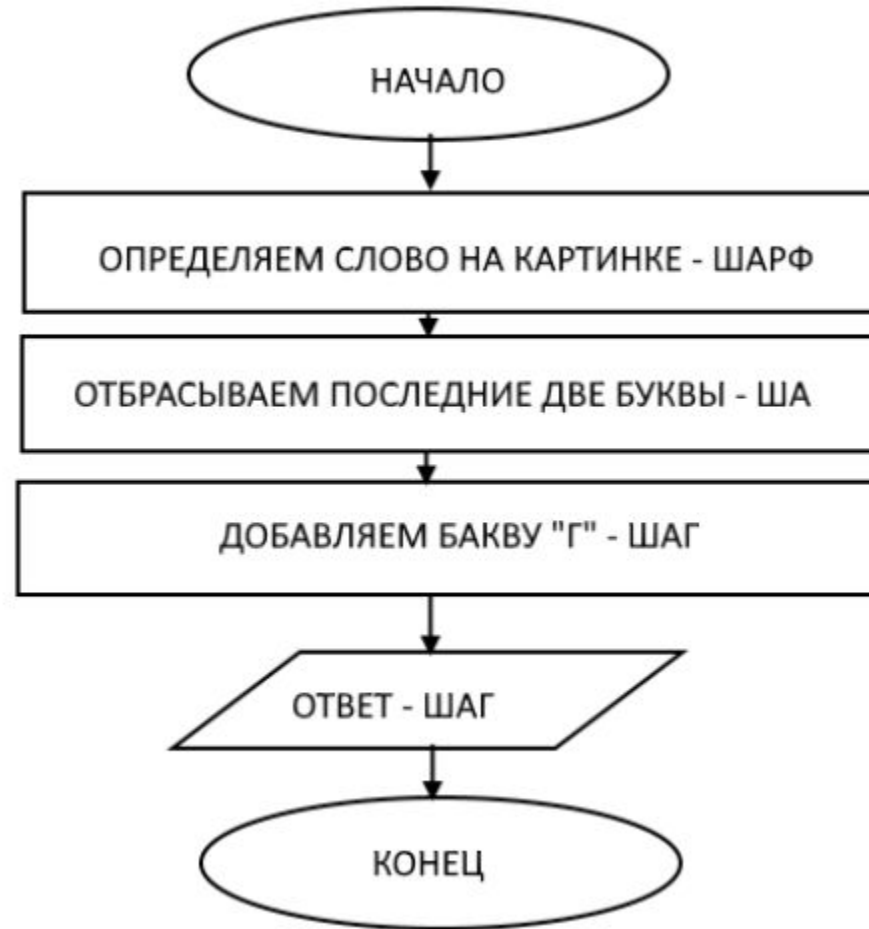 НАЧАЛО
ОПРЕДЕЛЯЕМ СЛОВО НА КАРТИНКЕ - ШАРФ
ОТБРАСЫВАЕМ ПОСЛЕДНИЕ ДВЕ БУКВЫ - ША
ДОБАВЛЯЕМ БАКВУ "Г" - ШАГ
ОТВЕТ - ШАГ
КОНЕЦ